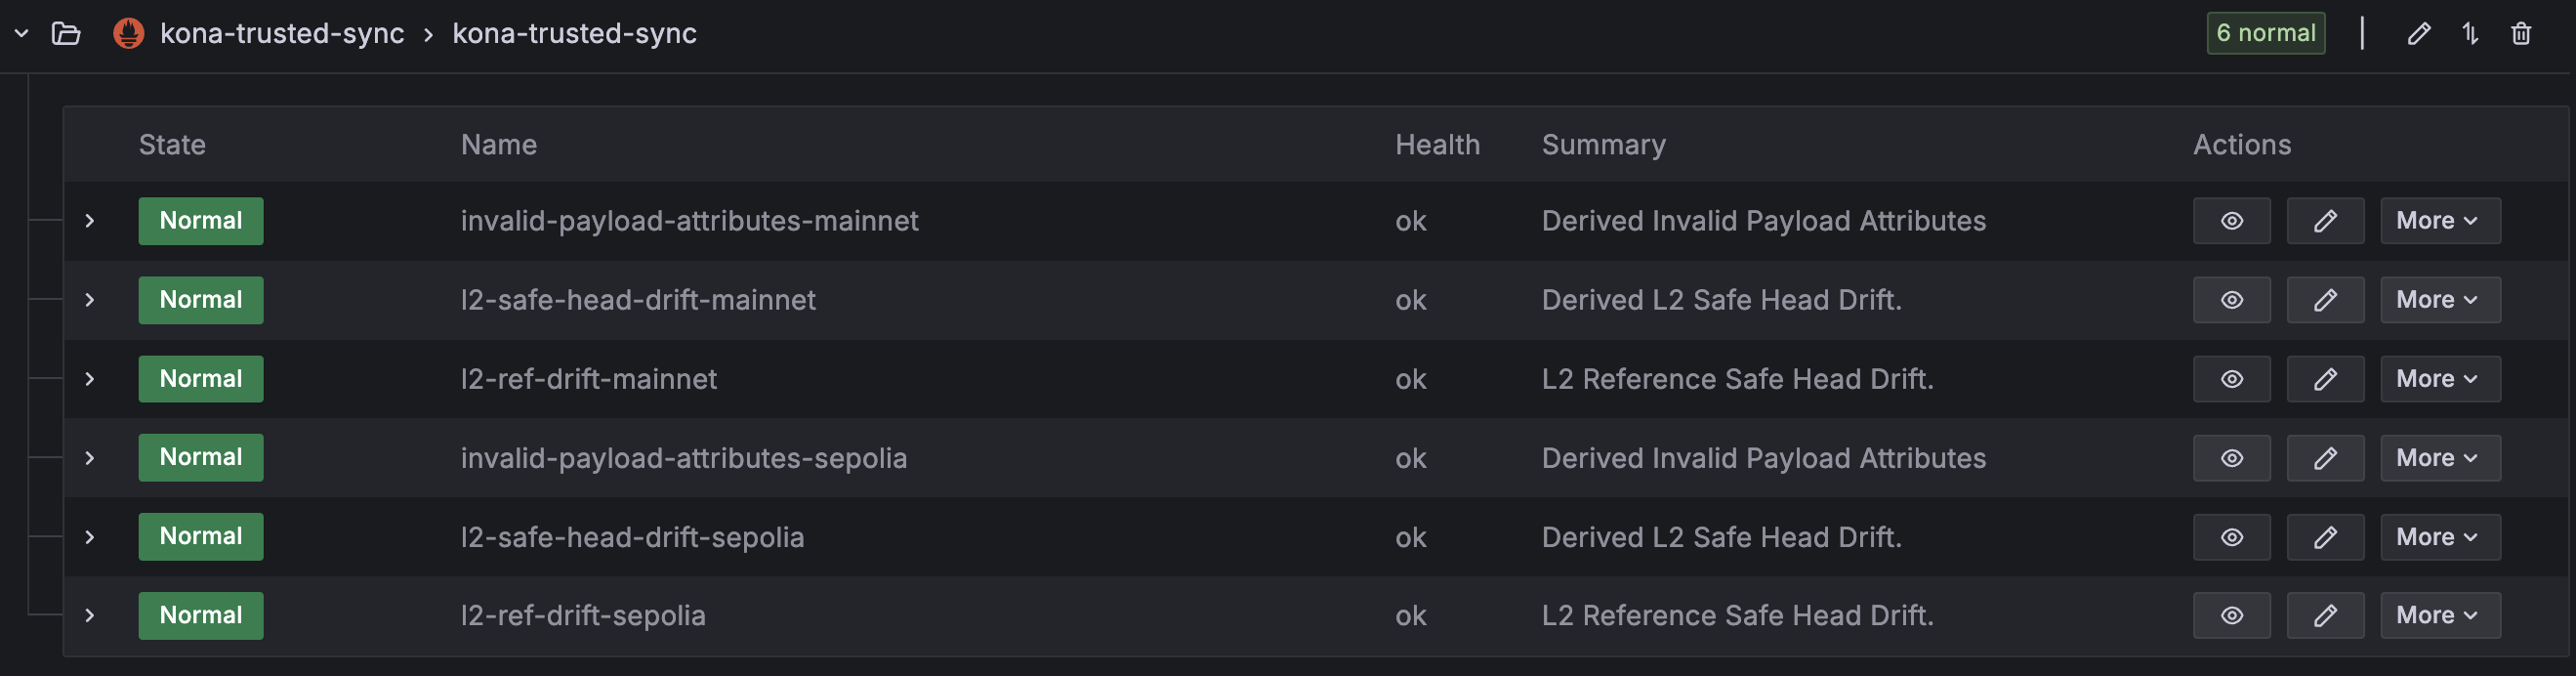 kona-trusted-sync > kona-trusted-sync 6 normal
State Name Health Summary Actions
Normal invalid-payload-attributes-mainnet ok Derived Invalid Payload Attributes More
Normal l2-safe-head-drift-mainnet ok Derived L2 Safe Head Drift. More
Normal l2-ref-drift-mainnet ok L2 Reference Safe Head Drift. More
Normal invalid-payload-attributes-sepolia ok Derived Invalid Payload Attributes More
Normal l2-safe-head-drift-sepolia ok Derived L2 Safe Head Drift. More
Normal l2-ref-drift-sepolia ok L2 Reference Safe Head Drift. More